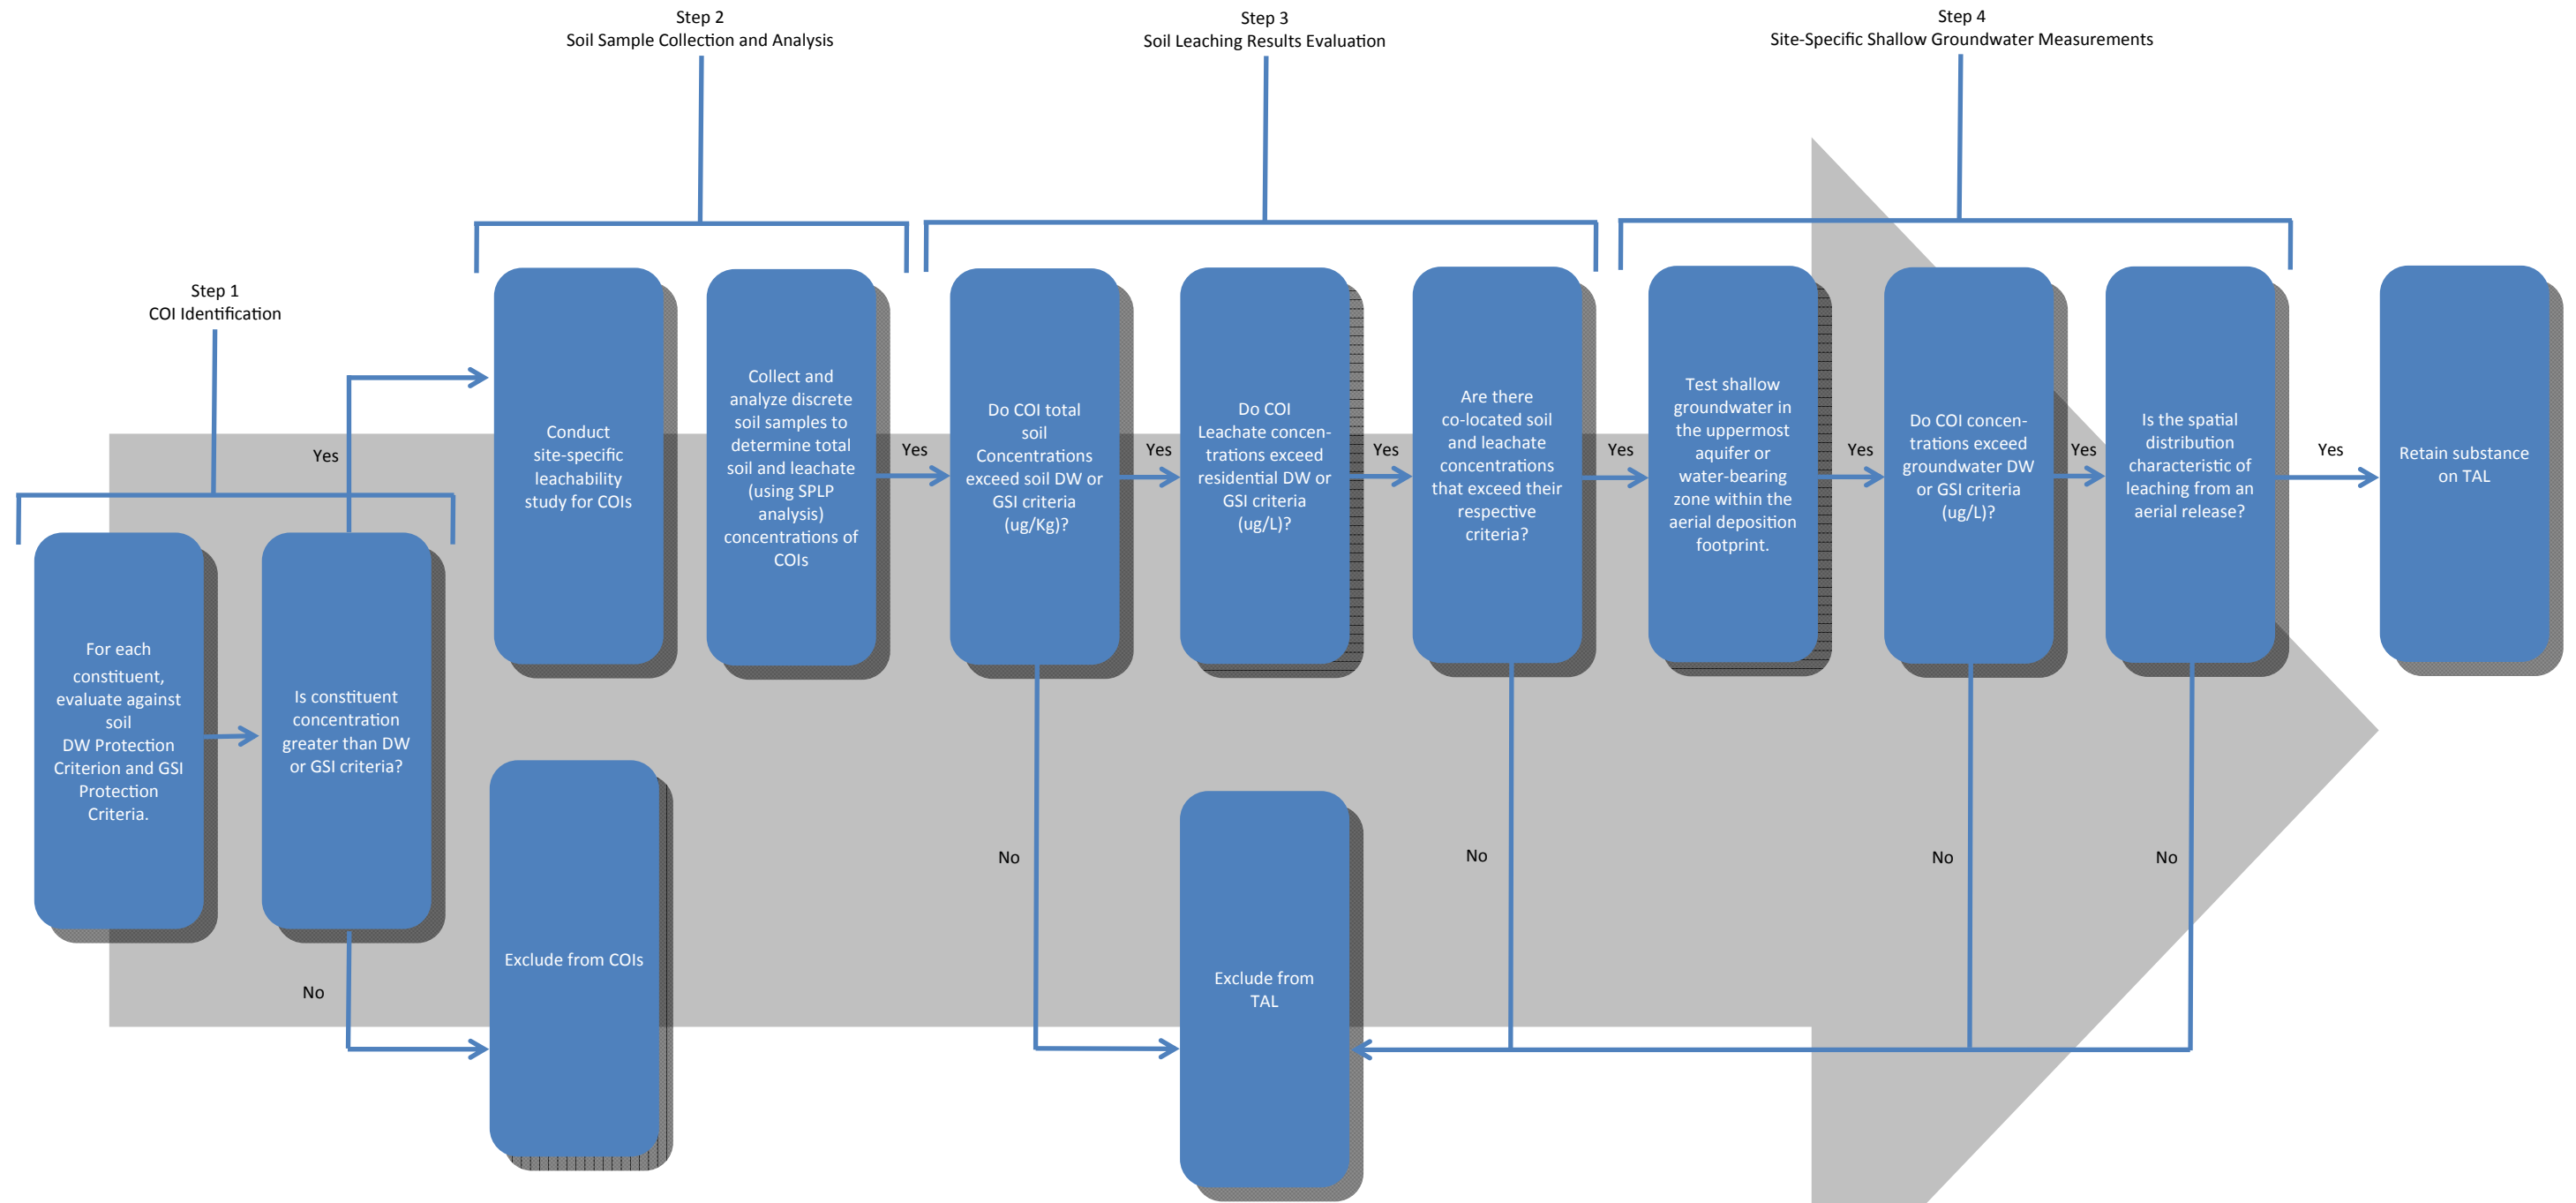 Step 2
Soil Sample Collection and Analysis
Step 3
Soil Leaching Results Evaluation
Step 4
Site-Specific Shallow Groundwater Measurements
Step 1
COI Identification
For each
constituent,
evaluate against
soil
DW Protection
Criterion and GSI
Protection
Criteria.
Is constituent
concentration
greater than DW
or GSI criteria?
Yes
No
Exclude from COIs
Conduct
site-specific
leachability
study for COIs
Collect and
analyze discrete
soil samples to
determine total
soil and leachate
(using SPLP
analysis)
concentrations of
COIs
Yes
Do COI total
soil
Concentrations
exceed soil DW or
GSI criteria
(ug/Kg)?
Yes
No
Do COI
Leachate concen-
trations exceed
residential DW or
GSI criteria
(ug/L)?
Yes
Are there
co-located soil
and leachate
concentrations
that exceed their
respective
criteria?
Yes
No
Exclude from
TAL
Test shallow
groundwater in
the uppermost
aquifer or
water-bearing
zone within the
aerial deposition
footprint.
Yes
Do COI concen-
trations exceed
groundwater DW
or GSI criteria
(ug/L)?
Yes
No
Is the spatial
distribution
characteristic of
leaching from an
aerial release?
Yes
No
Retain substance
on TAL